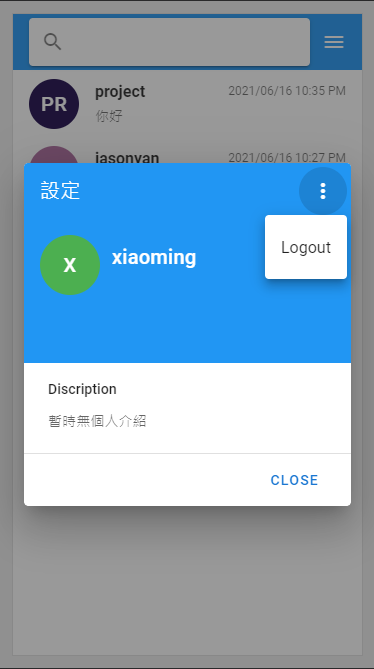 PR
project
2021/06/16 10:35 PM
你好
jasonyan
2021/06/16 10:27 PM
設定
Logout
X
xiaoming
Discription
暫時無個人介紹
CLOSE